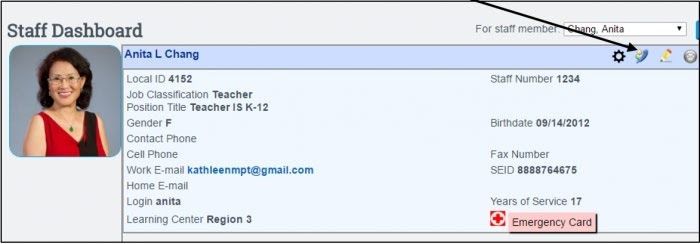 Staff Dashboard
For staff member: Chang, Anita
Anita L Chang
Local ID 4152 Staff Number 1234
Job Classification Teacher
Position Title Teacher IS K-12
Gender F Birthdate 09/14/2012
Contact Phone
Cell Phone Fax Number
Work E-mail kathleenmpt@gmail.com SEID 8888764675
Home E-mail
Login anita Years of Service 17
Learning Center Region 3 Emergency Card